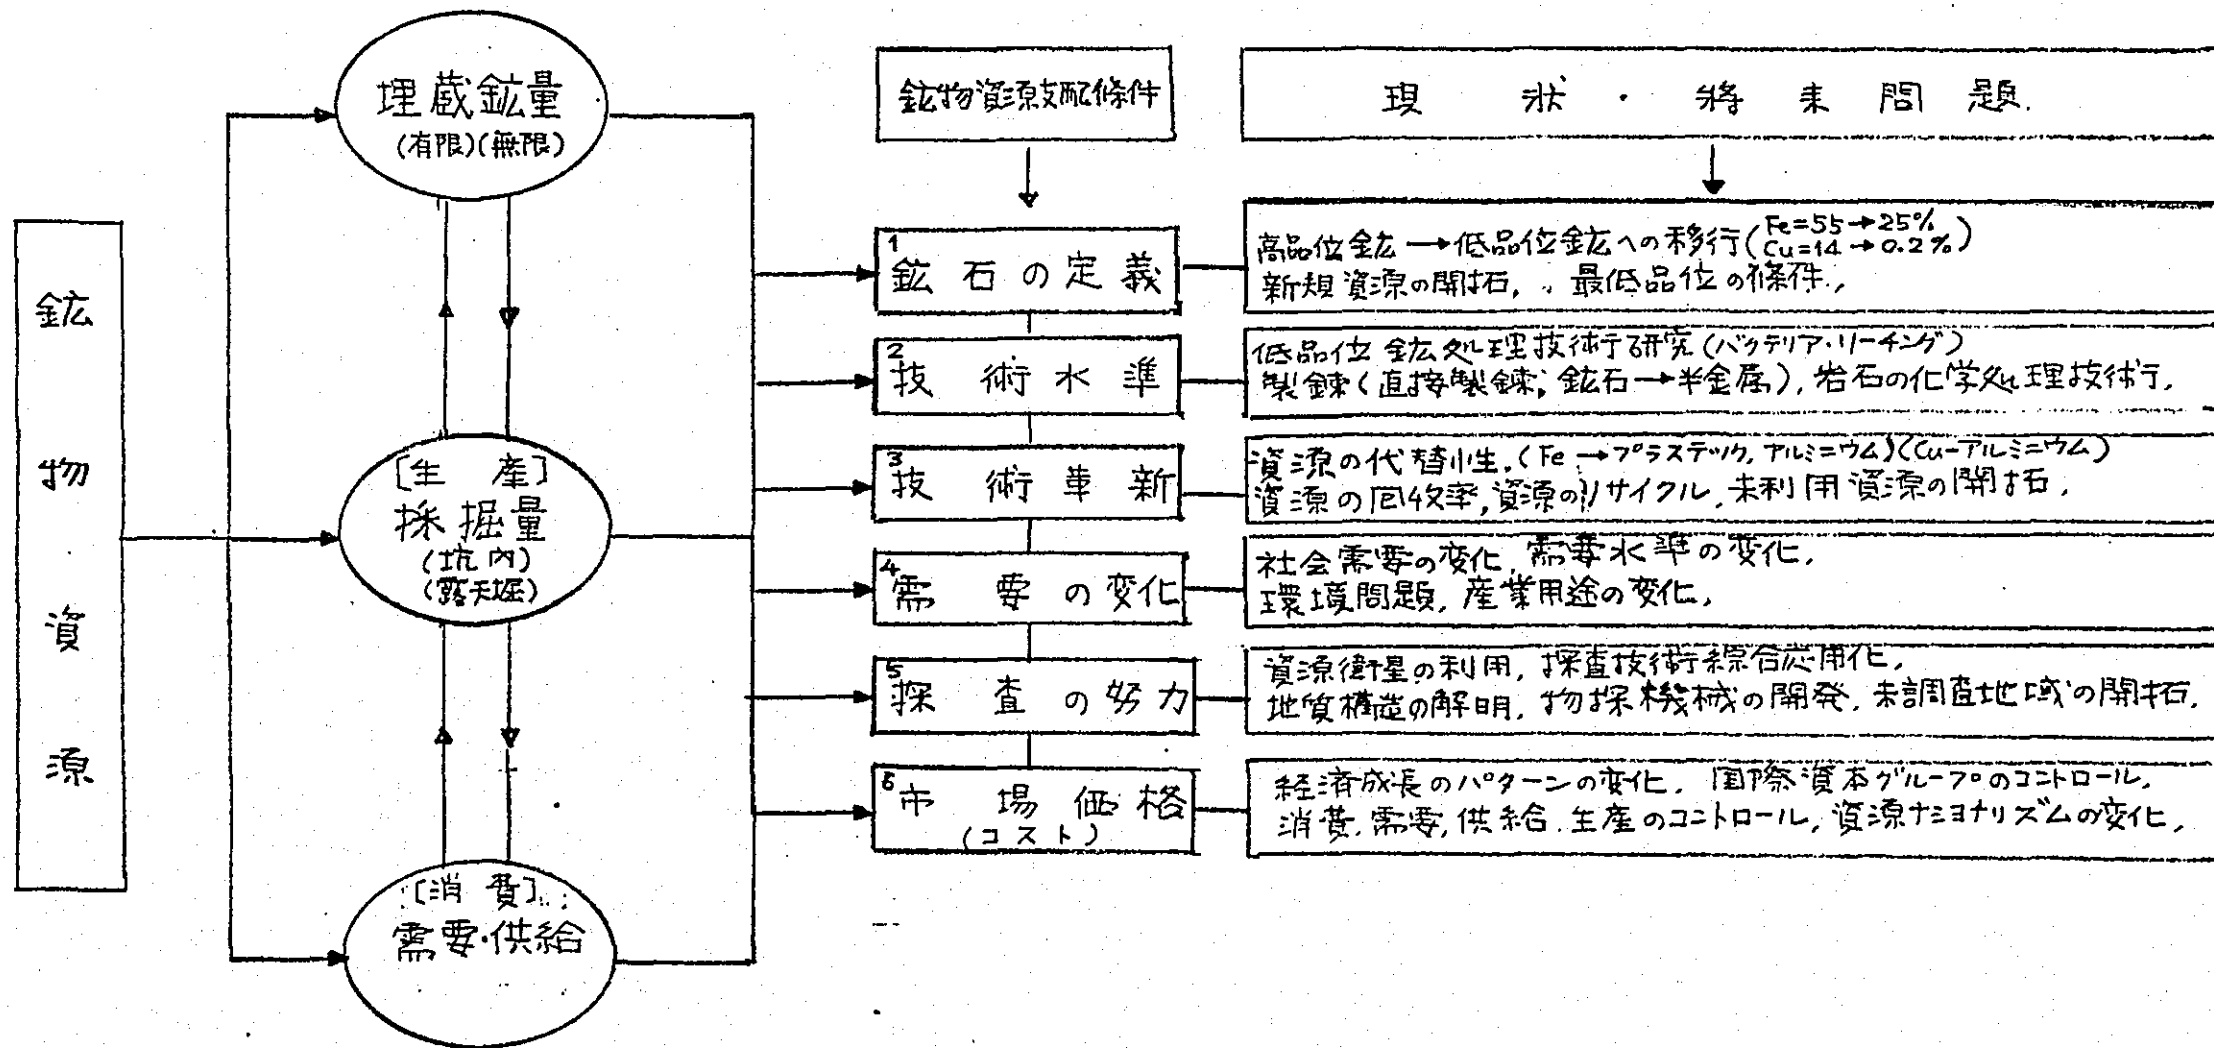 鉱物資源
埋蔵鉱量
(有限)(無限)
[生 産]
採掘量
(坑内)
(露天堀)
[消 費]
需要・供給
鉱物資源支配條件
現 状 ・ 将 来 問 題.
1
鉱 石 の 定 義
高品位鉱→低品位鉱への移行(Fe=55→25% Cu=14→0.2%)
新規資源の開拓, 最低品位の條件,
2
技 術 水 準
低品位鉱処理技術研究(バクテリア・リーチング)
製錬(直接製錬; 鉱石→半金属), 岩石の化学処理技術,
3
技 術 革 新
資源の代替性.(Fe→プラステック, アルミニウム)(Cu-アルミニウム)
資源の回收率, 資源のリサイクル, 未利用資源の開拓,
4
需 要 の 変化
社会需要の変化, 需要水準の変化,
環境問題, 産業用途の変化,
5
探 査 の 努 力
資源衛星の利用, 探査技術綜合応用化,
地質構造の解明, 物探機械の開発, 未調査地域の開拓,
6
市 場 価 格
(コスト)
経済成長のパターンの変化, 国際資本グループのコントロール,
消費, 需要, 供給, 生産のコントロール, 資源ナショナリズムの変化,